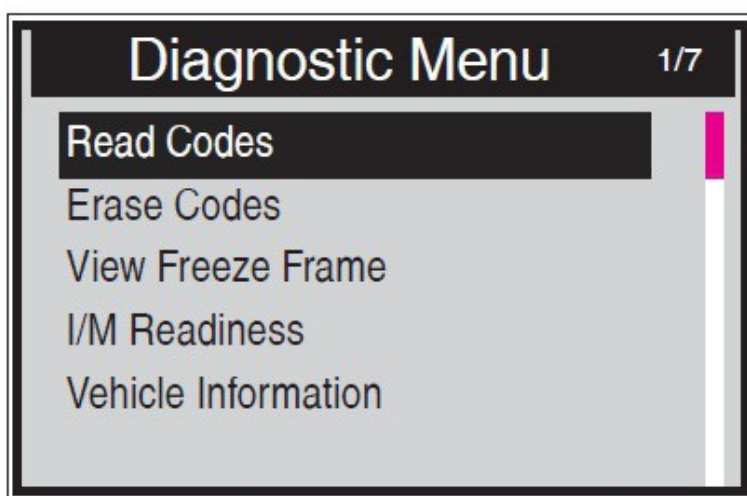 Diagnostic Menu 1/7
Read Codes
Erase Codes
View Freeze Frame
I/M Readiness
Vehicle Information